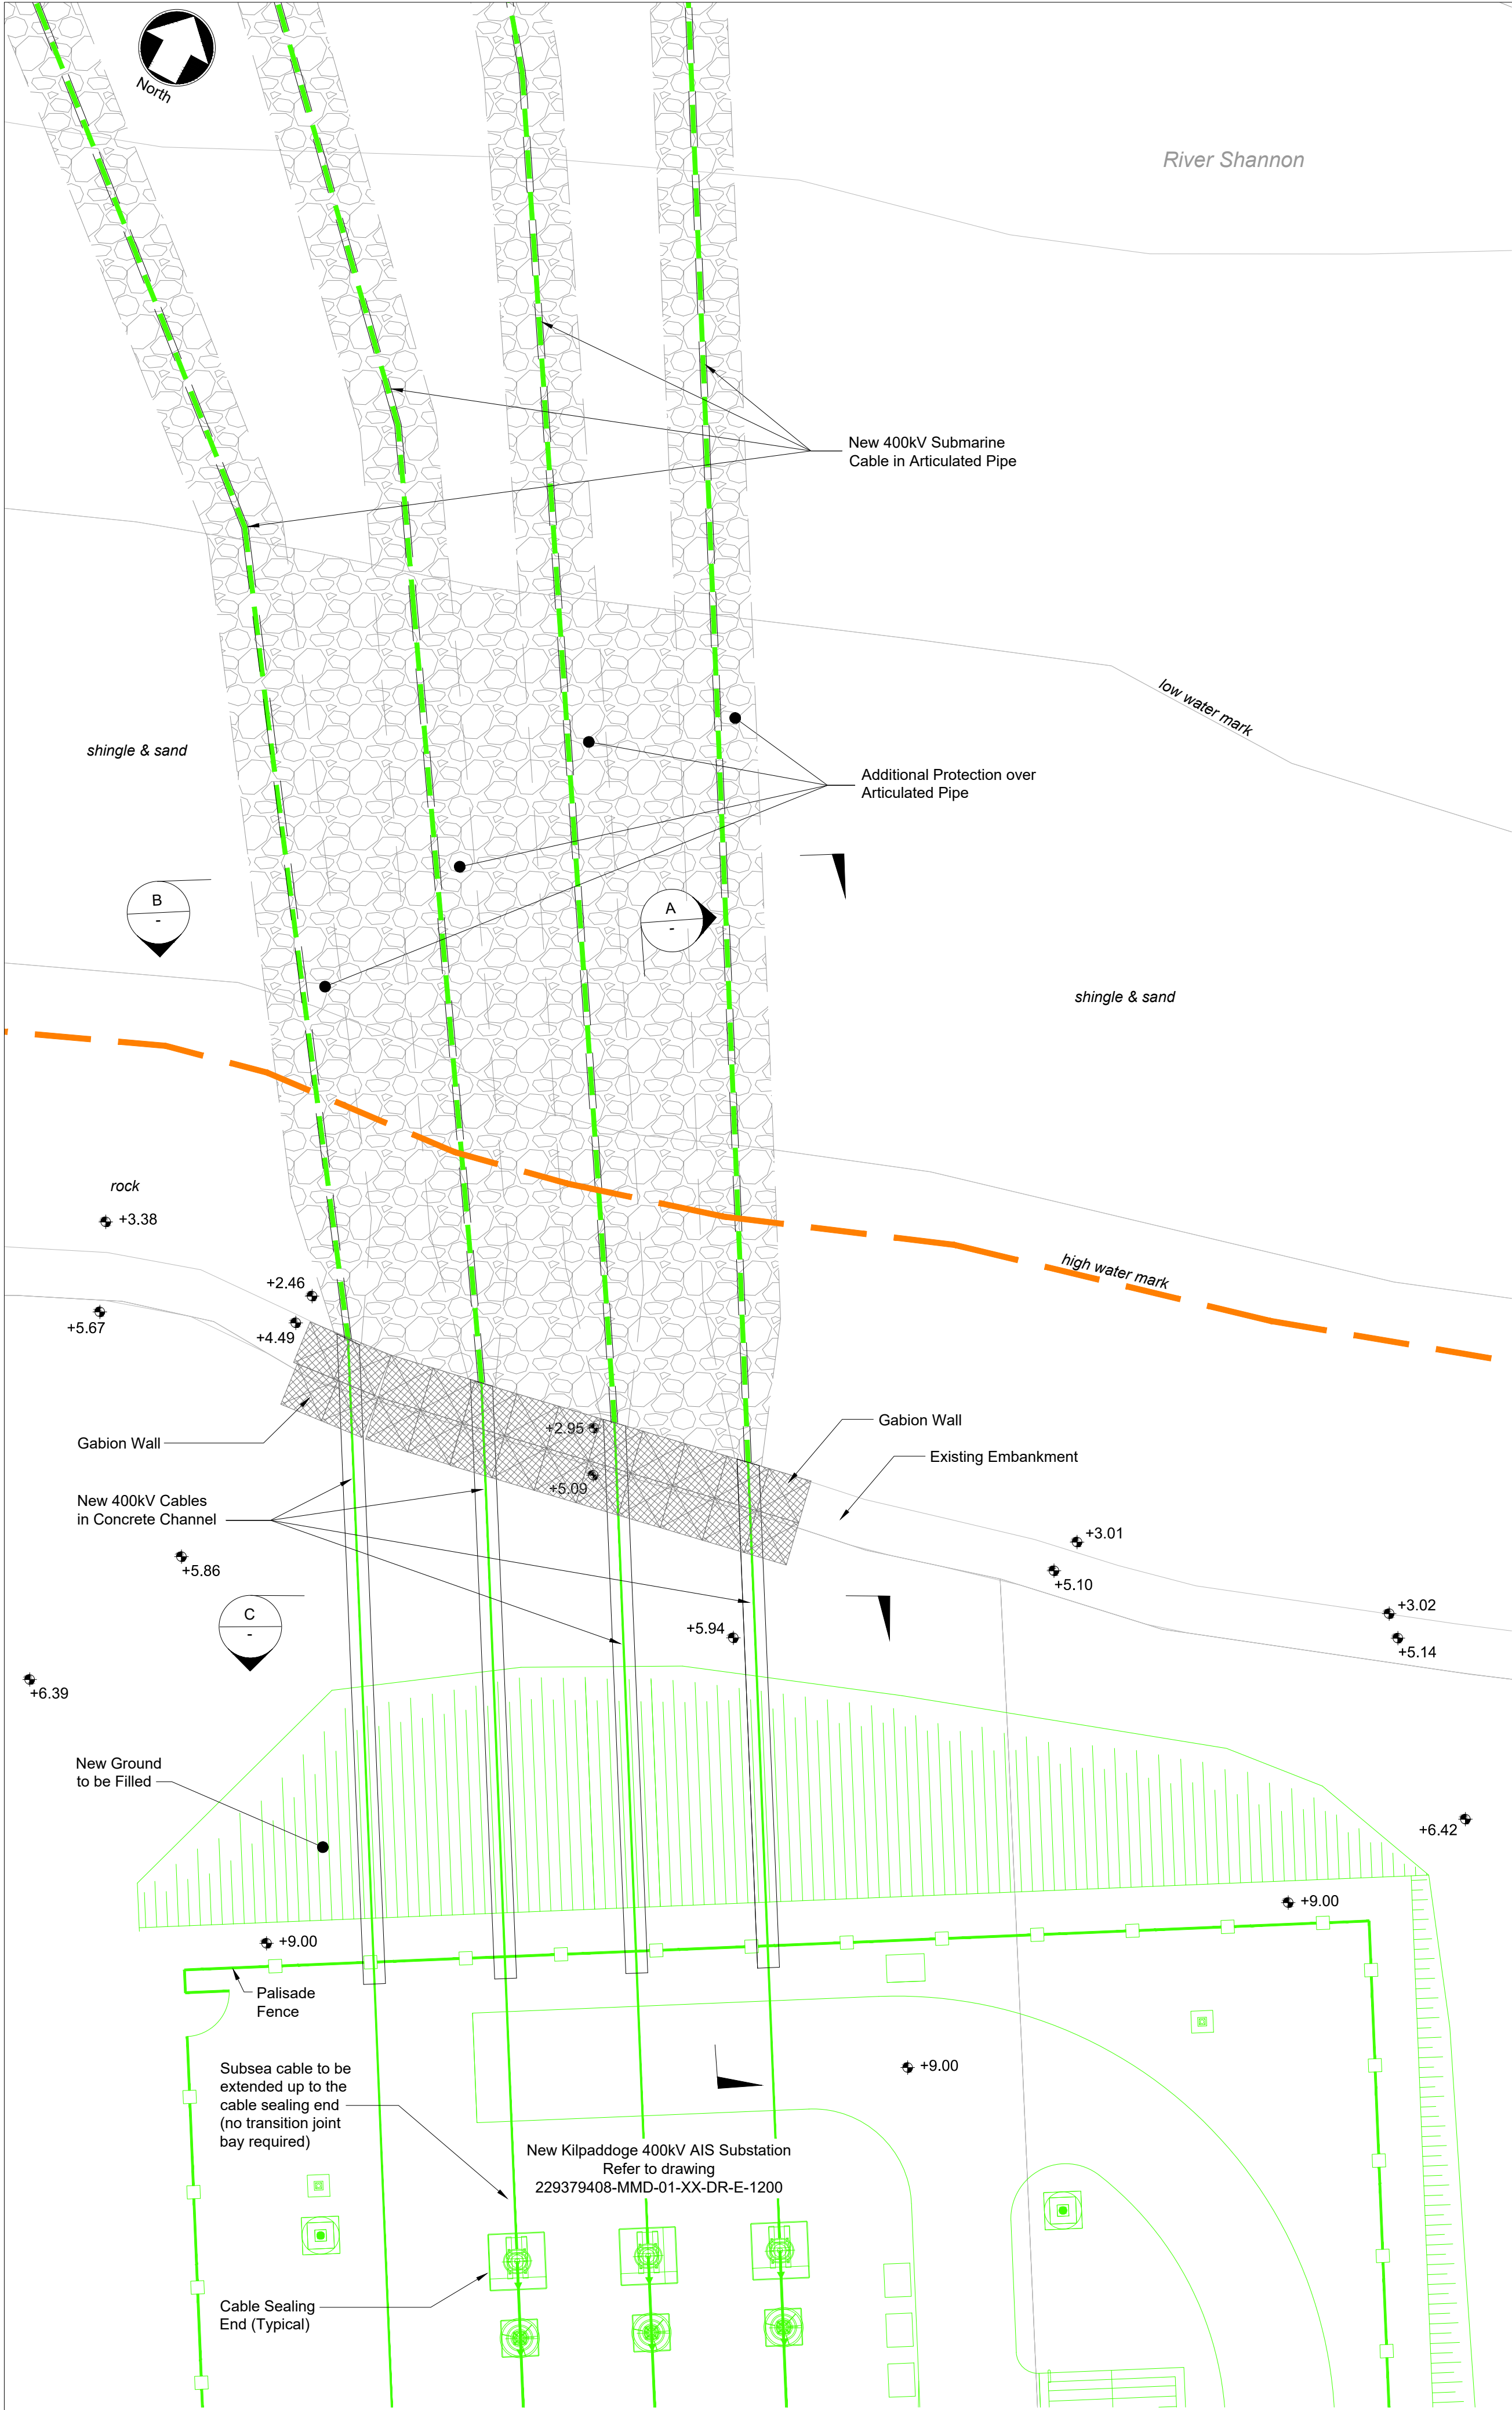 North
River Shannon
New 400kV Submarine
Cable in Articulated Pipe
low water mark
shingle & sand
Additional Protection over
Articulated Pipe
B
-
A
-
shingle & sand
rock
+3.38
high water mark
+2.46
+5.67
+4.49
Gabion Wall
+2.95
Gabion Wall
Existing Embankment
+5.09
New 400kV Cables
in Concrete Channel
+3.01
+5.86
+5.10
C
-
+3.02
+5.94
+5.14
+6.39
New Ground
to be Filled
+6.42
+9.00
+9.00
Palisade
Fence
+9.00
Subsea cable to be
extended up to the
cable sealing end
(no transition joint
bay required)
New Kilpaddoge 400kV AIS Substation
Refer to drawing
229379408-MMD-01-XX-DR-E-1200
Cable Sealing
End (Typical)